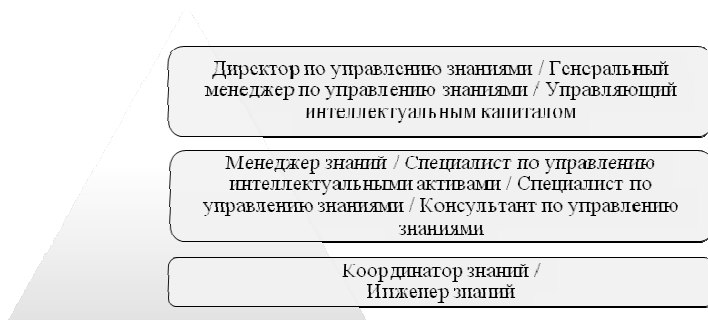 Директор по управлению знаниями / Генеральный
менеджер по управлению знаниями / Управляющий
интеллектуальным капиталом
Менеджер знаний / Специалист по управлению
интеллектуальными активами / Специалист по
управлению знаниями / Консультант по управлению
знаниями
Координатор знаний /
Инженер знаний